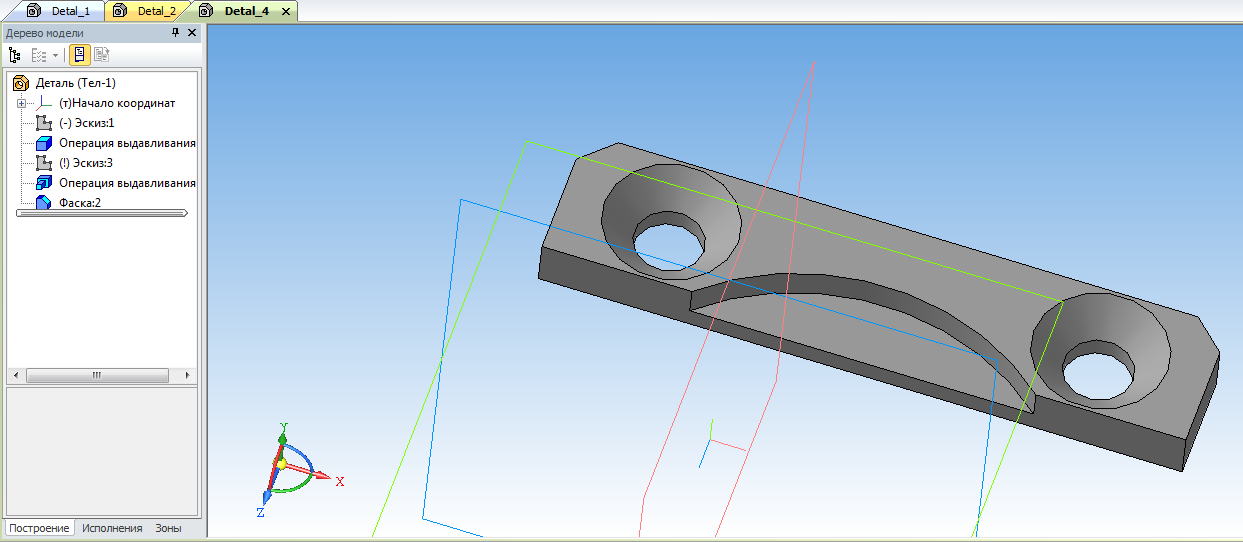 Detal_1 Detal_2 Detal_4
Дерево модели
Деталь (Тел-1)
(т)Начало координат
(-) Эскиз:1
Операция выдавливания
(!) Эскиз:3
Операция выдавливания
Фаска:2
Y
X
Z
Построение Исполнения Зоны